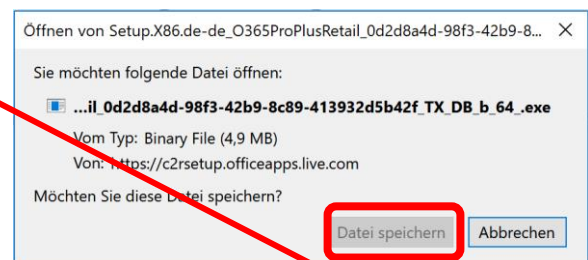 Öffnen von Setup.X86.de-de_O365ProPlusRetail_0d2d8a4d-98f3-42b9-8...
Sie möchten folgende Datei öffnen:
...il_0d2d8a4d-98f3-42b9-8c89-413932d5b42f_TX_DB_b_64_.exe
Vom Typ: Binary File (4,9 MB)
Von: https://c2rsetup.officeapps.live.com
Möchten Sie diese Datei speichern?
Datei speichern Abbrechen